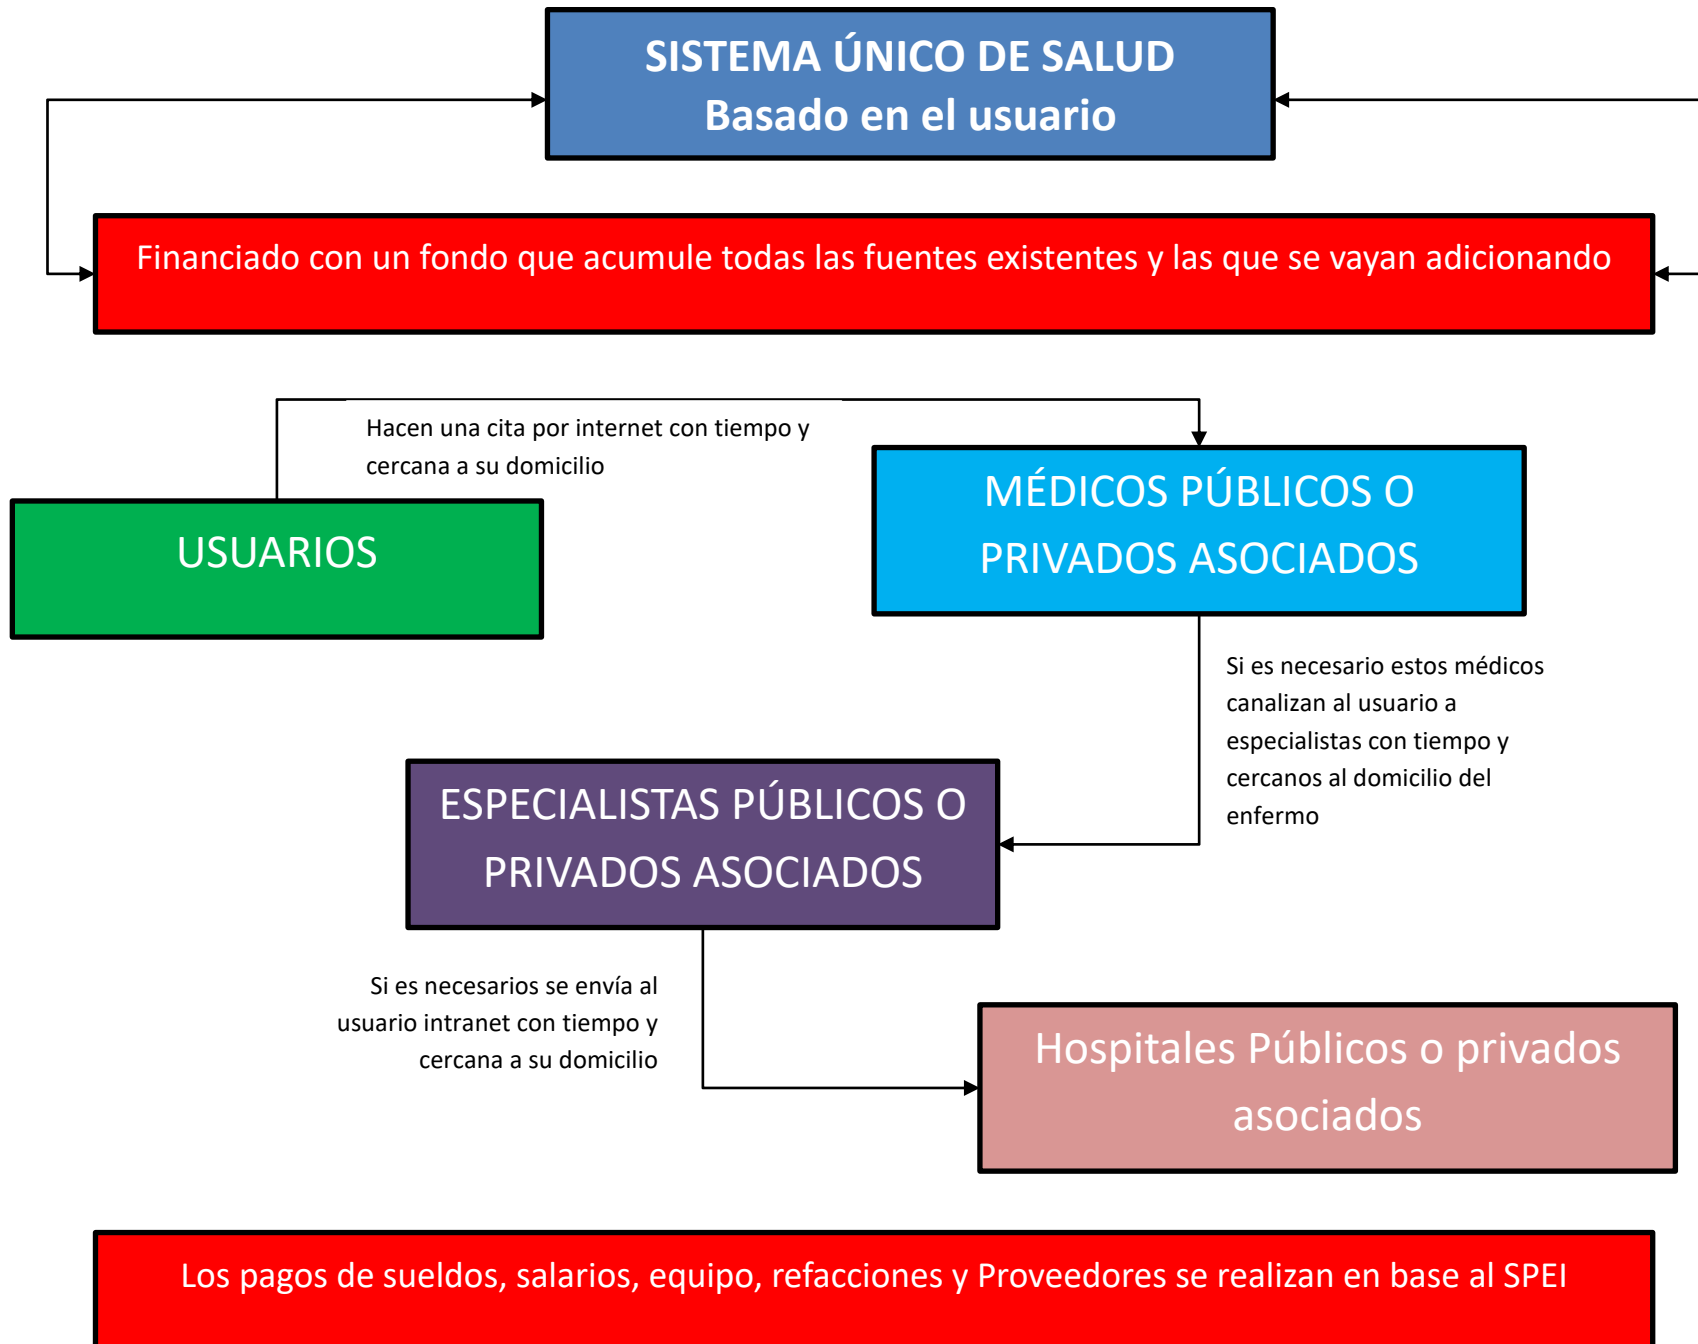 SISTEMA ÚNICO DE SALUD
Basado en el usuario
Financiado con un fondo que acumule todas las fuentes existentes y las que se vayan adicionando
Hacen una cita por internet con tiempo y
cercana a su domicilio
USUARIOS
MÉDICOS PÚBLICOS O
PRIVADOS ASOCIADOS
Si es necesario estos médicos
canalizan al usuario a
especialistas con tiempo y
cercanos al domicilio del
enfermo
ESPECIALISTAS PÚBLICOS O
PRIVADOS ASOCIADOS
Si es necesarios se envía al
usuario intranet con tiempo y
cercana a su domicilio
Hospitales Públicos o privados
asociados
Los pagos de sueldos, salarios, equipo, refacciones y Proveedores se realizan en base al SPEI